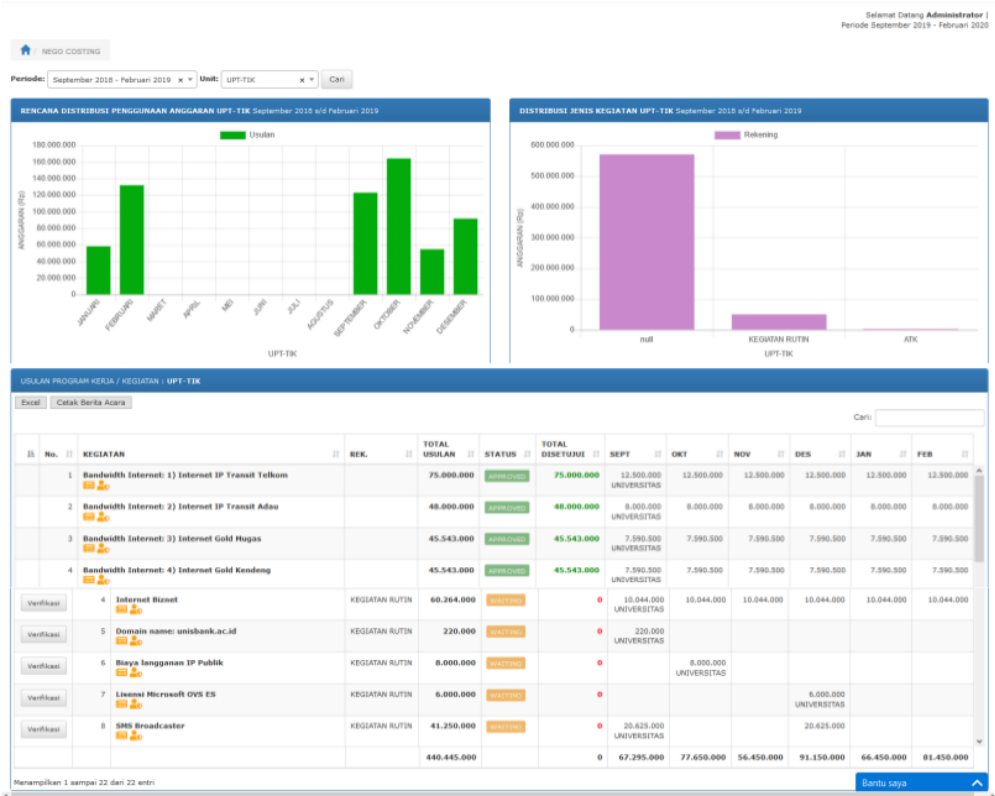 Selamat Datang Administrator |
Periode September 2019 - Februari 2020
/ NEGO COSTING
Periode: September 2018 - Februari 2019 x Unit: UPT-TIK x Cari
RENCANA DISTRIBUSI PENGGUNAAN ANGGARAN UPT-TIK September 2018 s/d Februari 2019
Usulan
180.000.000
160.000.000
140.000.000
120.000.000
100.000.000
80.000.000
60.000.000
40.000.000
20.000.000
0
ANGGARAN (Rp)
JANUARI FEBRUARI MARET APRIL MEI JUNI JULI AGUSTUS SEPTEMBER OKTOBER NOVEMBER DESEMBER
UPT-TIK
DISTRIBUSI JENIS KEGIATAN UPT-TIK September 2018 s/d Februari 2019
Rekening
600.000.000
500.000.000
400.000.000
300.000.000
200.000.000
100.000.000
0
ANGGARAN (Rp)
null KEGIATAN RUTIN ATK
UPT-TIK
USULAN PROGRAM KERJA / KEGIATAN : UPT-TIK
Excel Cetak Berita Acara
Cari:
No. KEGIATAN REK. TOTAL USULAN STATUS TOTAL DISETUJUI SEPT OKT NOV DES JAN FEB
1 Bandwidth Internet: 1) Internet IP Transit Telkom 75.000.000 APPROVED 75.000.000 12.500.000 12.500.000 12.500.000 12.500.000 12.500.000 12.500.000
UNIVERSITAS
2 Bandwidth Internet: 2) Internet IP Transit Adau 48.000.000 APPROVED 48.000.000 8.000.000 8.000.000 8.000.000 8.000.000 8.000.000 8.000.000
UNIVERSITAS
3 Bandwidth Internet: 3) Internet Gold Mugas 45.543.000 APPROVED 45.543.000 7.590.500 7.590.500 7.590.500 7.590.500 7.590.500 7.590.500
UNIVERSITAS
4 Bandwidth Internet: 4) Internet Gold Kendeng 45.543.000 APPROVED 45.543.000 7.590.500 7.590.500 7.590.500 7.590.500 7.590.500 7.590.500
UNIVERSITAS
Verifikasi 4 Internet Biznet KEGIATAN RUTIN 60.264.000 WAITING 0 10.044.000 10.044.000 10.044.000 10.044.000 10.044.000 10.044.000
UNIVERSITAS
Verifikasi 5 Domain name: unisbank.ac.id KEGIATAN RUTIN 220.000 WAITING 0 220.000
UNIVERSITAS
Verifikasi 6 Biaya langganan IP Publik KEGIATAN RUTIN 8.000.000 WAITING 0 8.000.000
UNIVERSITAS
Verifikasi 7 Lisensi Microsoft OVS ES KEGIATAN RUTIN 6.000.000 WAITING 0 6.000.000
UNIVERSITAS
Verifikasi 8 SMS Broadcaster KEGIATAN RUTIN 41.250.000 WAITING 0 20.625.000 20.625.000
UNIVERSITAS
440.445.000 0 67.295.000 77.650.000 56.450.000 91.150.000 66.450.000 81.450.000
Menampilkan 1 sampai 22 dari 22 entri
Bantu saya